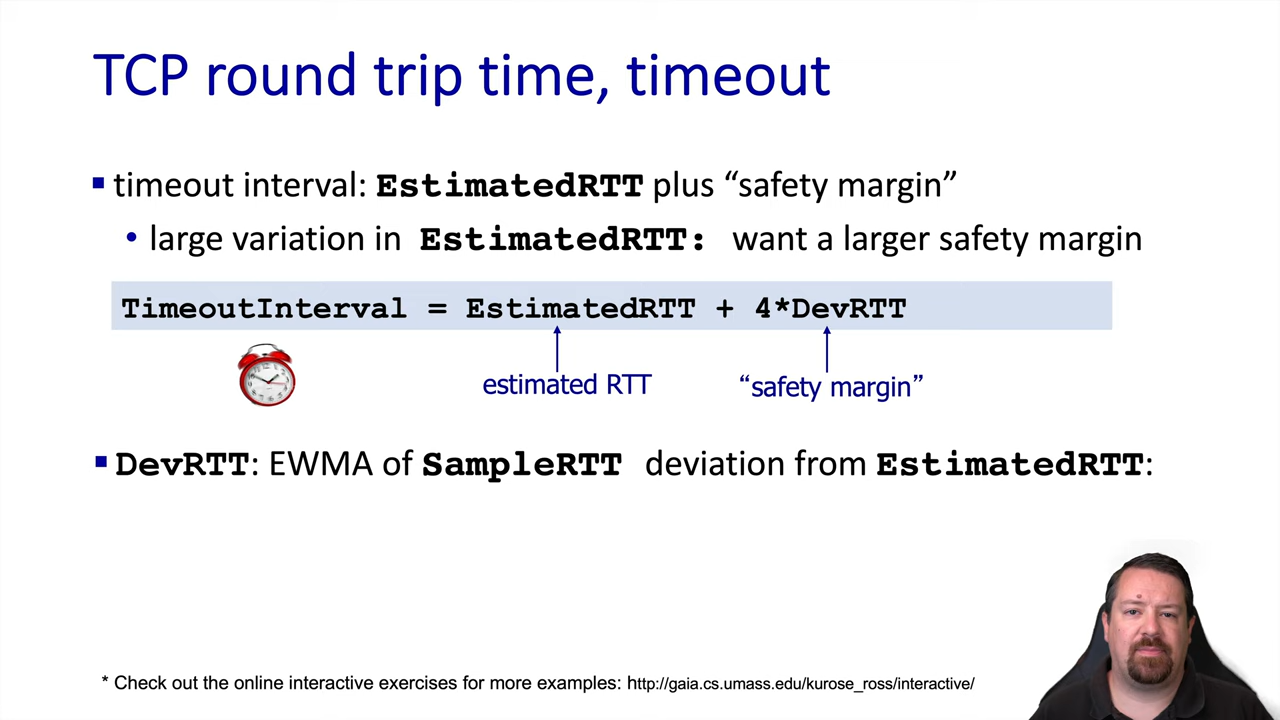 TCP round trip time, timeout
timeout interval: EstimatedRTT plus “safety margin”
large variation in EstimatedRTT: want a larger safety margin
TimeoutInterval = EstimatedRTT + 4*DevRTT
estimated RTT
“safety margin”
DevRTT: EWMA of SampleRTT deviation from EstimatedRTT:
* Check out the online interactive exercises for more examples: http://gaia.cs.umass.edu/kurose_ross/interactive/